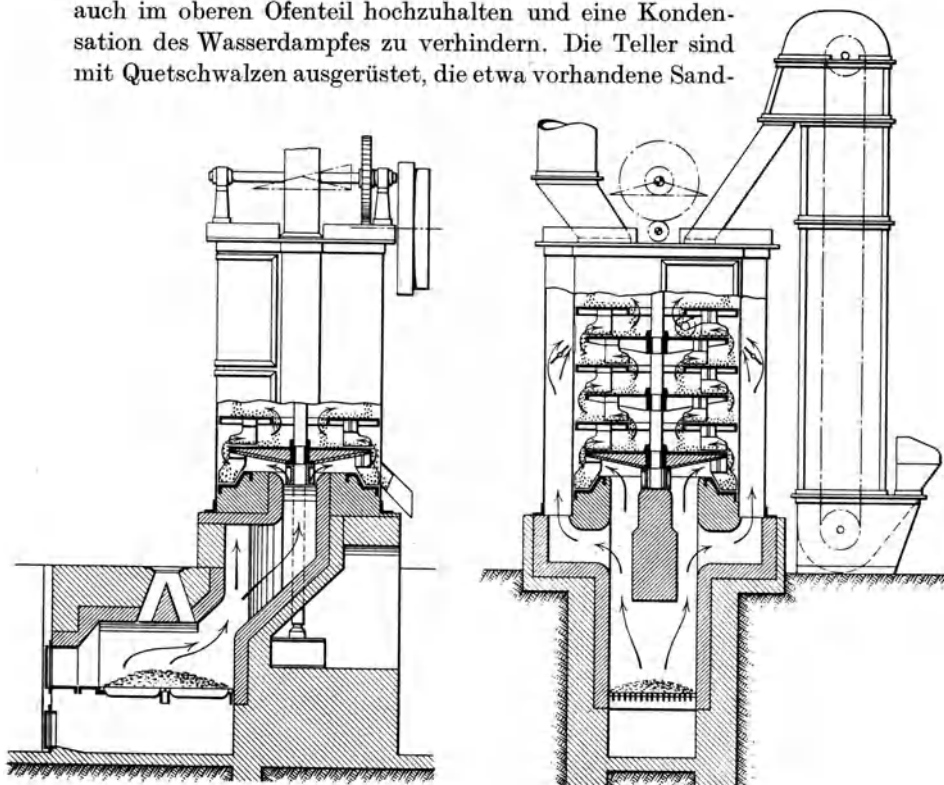 auch im oberen Ofenteil hochzuhalten und eine Konden-
sation des Wasserdampfes zu verhindern. Die Teller sind
mit Quetschwalzen ausgerüstet, die etwa vorhandene Sand-